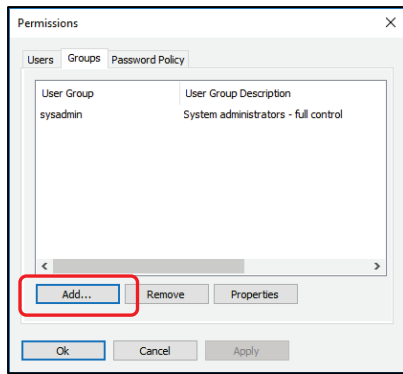 Permissions
Users Groups Password Policy
User Group User Group Description
sysadmin System administrators - full control
Add... Remove Properties
Ok Cancel Apply